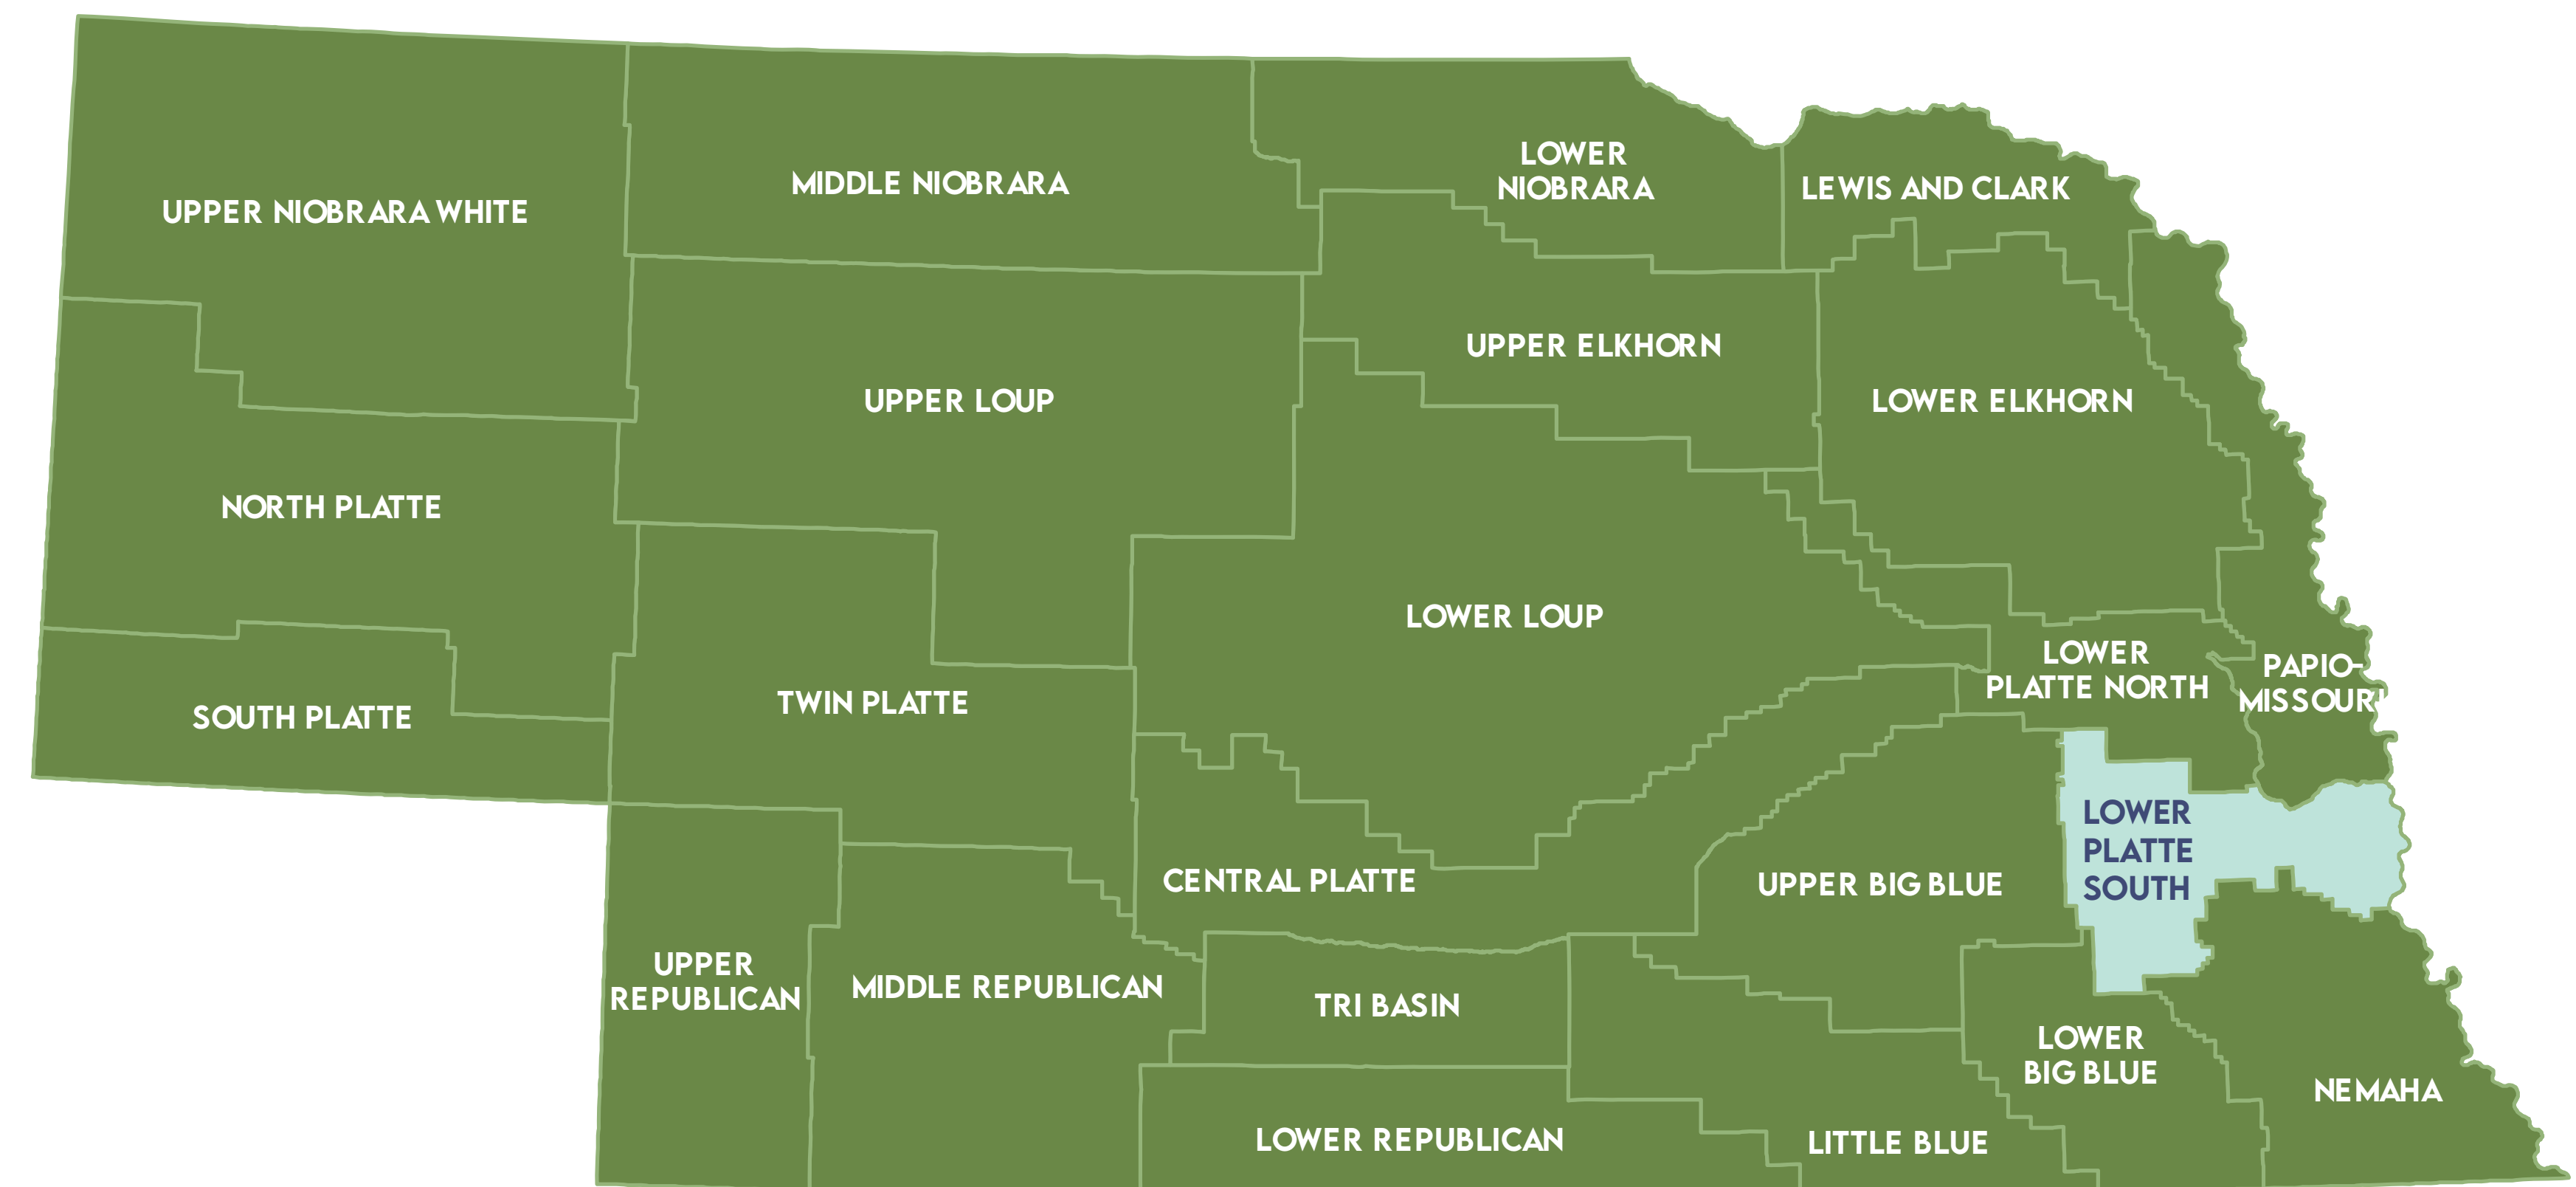 UPPER NIOBRARA WHITE
MIDDLE NIOBRARA
LOWER
NIOBRARA
LEWIS AND CLARK
UPPER ELKHORN
LOWER ELKHORN
UPPER LOUP
NORTH PLATTE
LOWER LOUP
LOWER
PLATTE NORTH
PAPIO-
MISSOURI
SOUTH PLATTE
TWIN PLATTE
LOWER
PLATTE
SOUTH
CENTRAL PLATTE
UPPER BIG BLUE
UPPER
REPUBLICAN
MIDDLE REPUBLICAN
TRI BASIN
LOWER
BIG BLUE
NEMAHA
LOWER REPUBLICAN
LITTLE BLUE